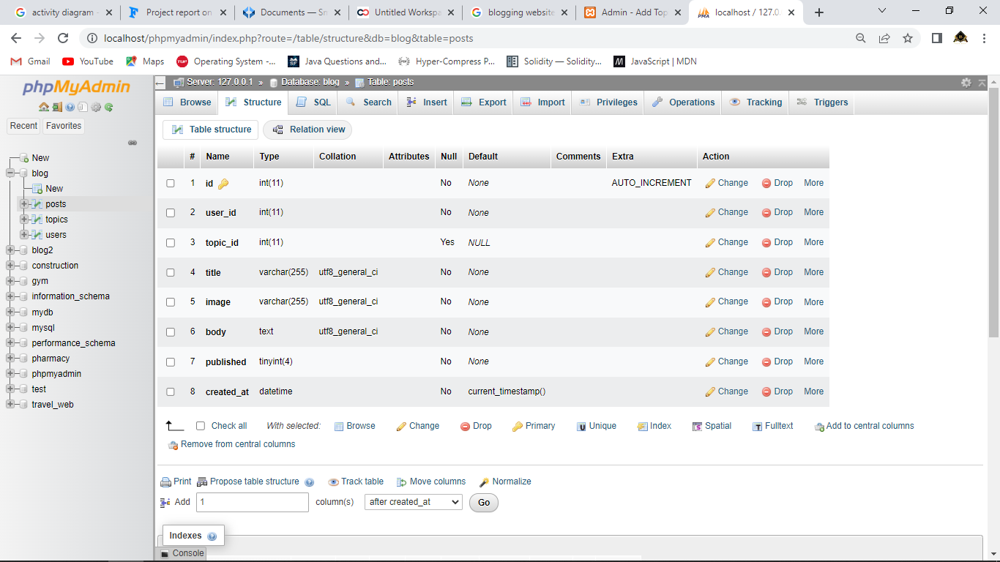 activity diagram -
Project report on
Documents — Sn
Untitled Workspa
blogging website
Admin - Add Top
localhost / 127.0.
localhost/phpmyadmin/index.php?route=/table/structure&db=blog&table=posts
Gmail YouTube Maps Operating System -... Java Questions and... Hyper-Compress P... Solidity — Solidity... JavaScript | MDN
phpMyAdmin
Recent Favorites
New
blog
New
posts
topics
users
blog2
construction
gym
information_schema
mydb
mysql
performance_schema
pharmacy
phpmyadmin
test
travel_web
Server: 127.0.0.1 » Database: blog » Table: posts
Browse Structure SQL Search Insert Export Import Privileges Operations Tracking Triggers
Table structure Relation view
# Name Type Collation Attributes Null Default Comments Extra Action
1 id int(11) No None AUTO_INCREMENT Change Drop More
2 user_id int(11) No None Change Drop More
3 topic_id int(11) Yes NULL Change Drop More
4 title varchar(255) utf8_general_ci No None Change Drop More
5 image varchar(255) utf8_general_ci No None Change Drop More
6 body text utf8_general_ci No None Change Drop More
7 published tinyint(4) No None Change Drop More
8 created_at datetime No current_timestamp() Change Drop More
Check all With selected: Browse Change Drop Primary Unique Index Spatial Fulltext Add to central columns
Remove from central columns
Print Propose table structure Track table Move columns Normalize
Add 1 column(s) after created_at Go
Indexes
Console